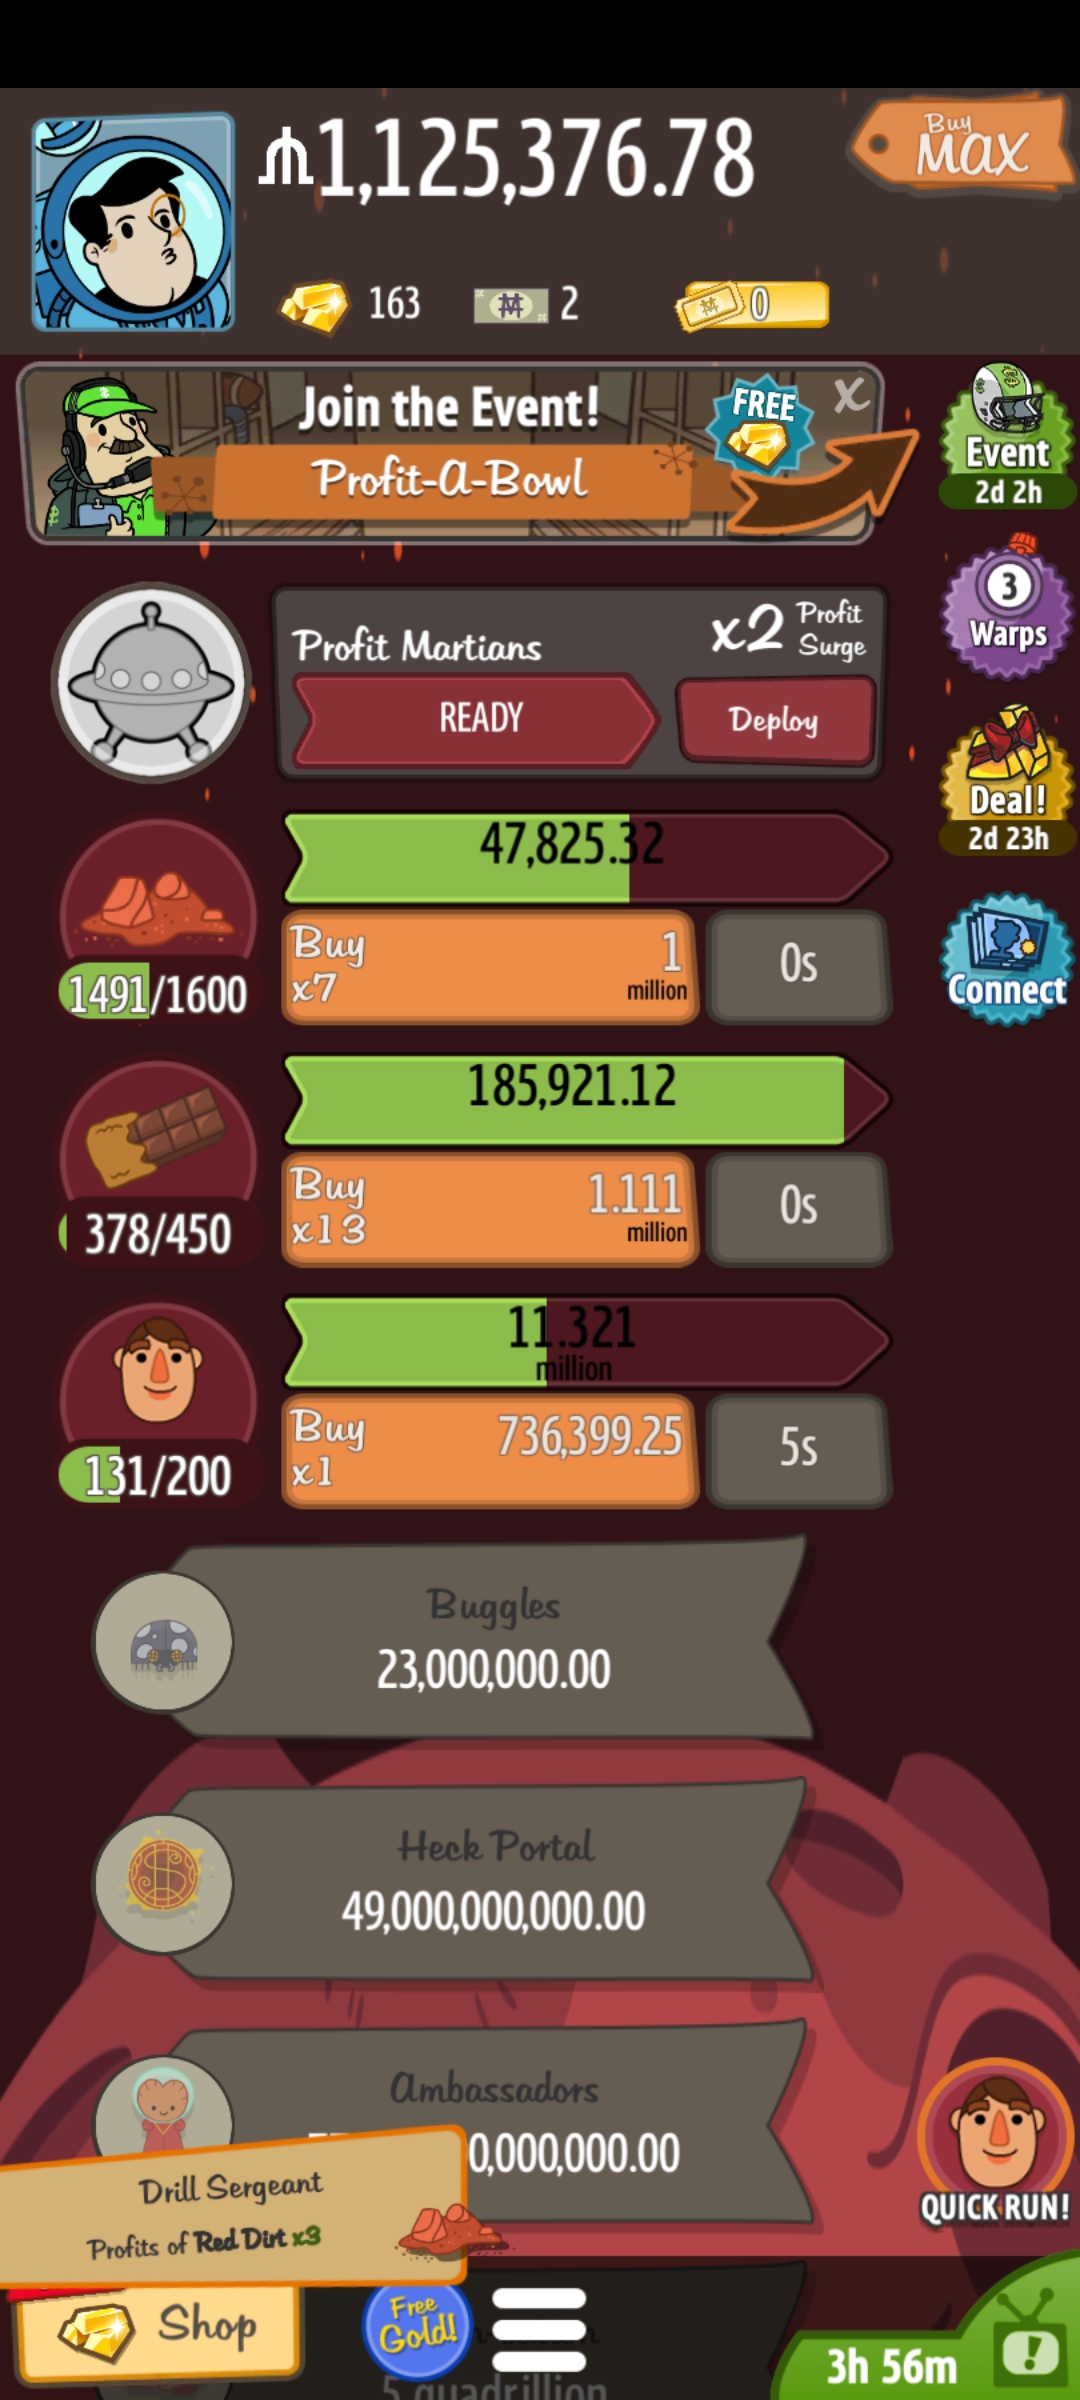 ₼1,125,376.78
Buy
MAX
163
2
0
Join the Event!
Profit-A-Bowl
FREE
X
Event
2d 2h
3
Warps
Profit Martians
x2 Profit Surge
READY
Deploy
Deal!
2d 23h
47,825.32
Buy
x7
1
million
0s
1491/1600
Connect
185,921.12
Buy
x13
1.111
million
0s
378/450
11.321
million
Buy
x1
736,399.25
5s
131/200
Buggles
23,000,000.00
Heck Portal
49,000,000,000.00
Ambassadors
0,000,000.00
Drill Sergeant
Profits of Red Dirt x3
QUICK RUN!
Shop
Free
Gold!
3h 56m
5 quadrillion